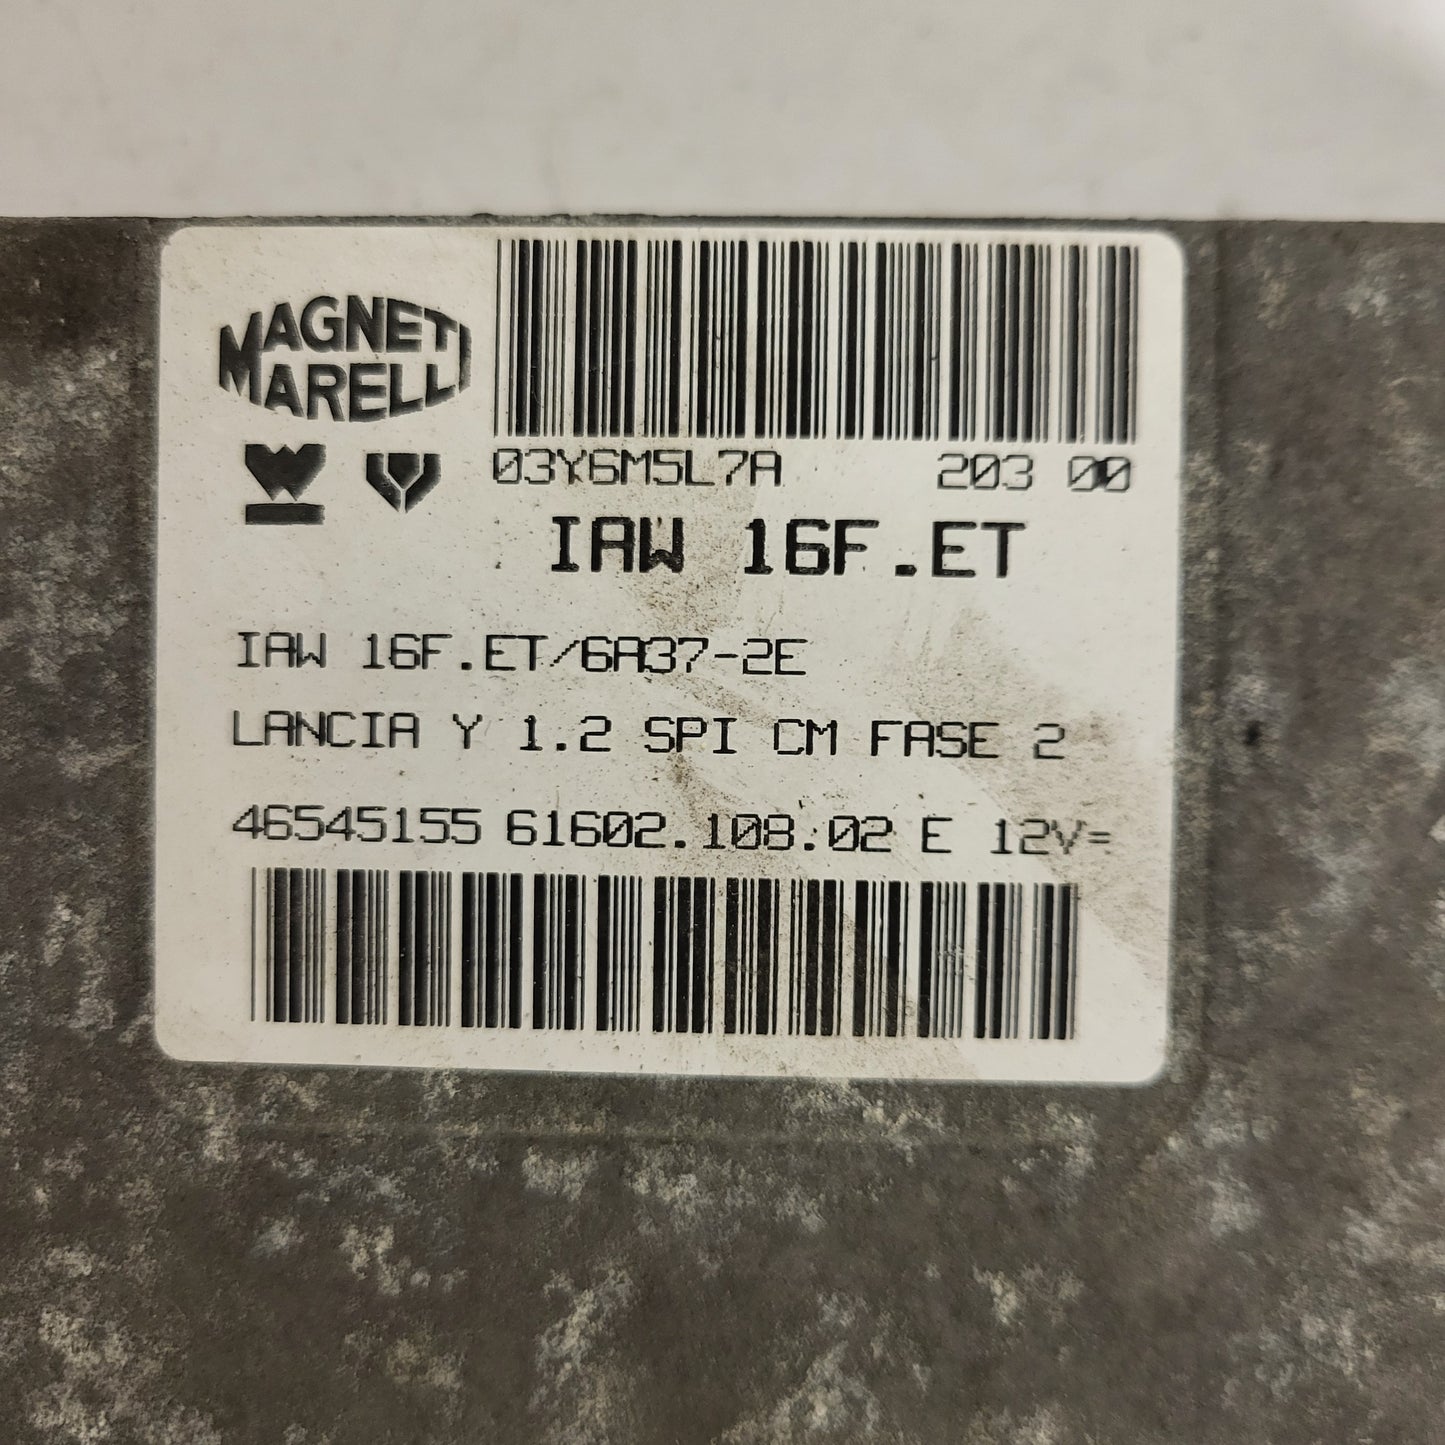 MAGNETI
MARELLI
03Y6M5L7A 203 00
IAW 16F.ET
IAW 16F.ET/6A37-2E
LANCIA Y 1.2 SPI CM FASE 2
46545155 61602.108.02 E 12V=